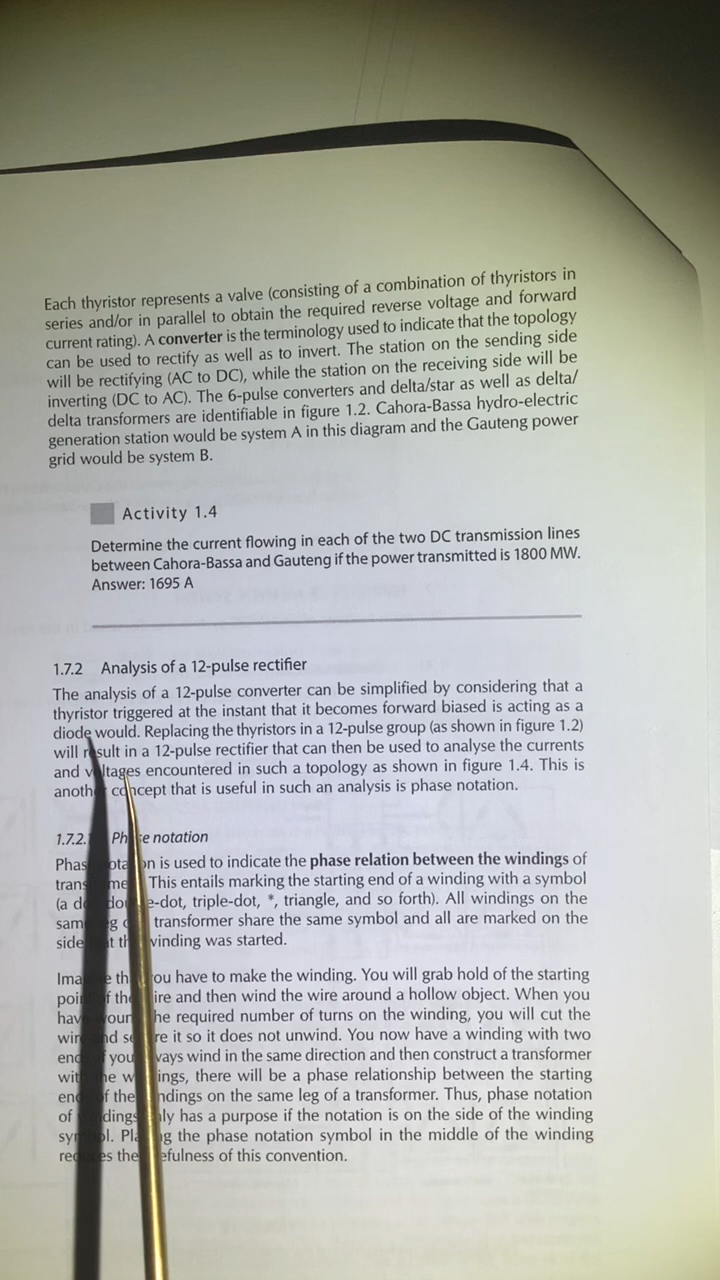 Each thyristor represents a valve (consisting of a combination of thyristors in
series and/or in parallel to obtain the required reverse voltage and forward
current rating). A converter is the terminology used to indicate that the topology
can be used to rectify as well as to invert. The station on the sending side
will be rectifying (AC to DC), while the station on the receiving side will be
inverting (DC to AC). The 6-pulse converters and delta/star as well as delta/
delta transformers are identifiable in figure 1.2. Cahora-Bassa hydro-electric
generation station would be system A in this diagram and the Gauteng power
grid would be system B.
Activity 1.4
Determine the current flowing in each of the two DC transmission lines
between Cahora-Bassa and Gauteng if the power transmitted is 1800 MW.
Answer: 1695 A
1.7.2 Analysis of a 12-pulse rectifier
The analysis of a 12-pulse converter can be simplified by considering that a
thyristor triggered at the instant that it becomes forward biased is acting as a
diode would. Replacing the thyristors in a 12-pulse group (as shown in figure 1.2)
will result in a 12-pulse rectifier that can then be used to analyse the currents
and voltages encountered in such a topology as shown in figure 1.4. This is
another concept that is useful in such an analysis is phase notation.
1.7.2. Phase notation
Phase notation is used to indicate the phase relation between the windings of
This entails marking the starting end of a winding with a symbol
(a triple-dot, *, triangle, and so forth). All windings on the
same transformer share the same symbol and all are marked on the
side winding was started.
Imagine you have to make the winding. You will grab hold of the starting
point of the wire and then wind the wire around a hollow object. When you
have the required number of turns on the winding, you will cut the
wire and it so it does not unwind. You now have a winding with two
wind in the same direction and then construct a transformer
with there will be a phase relationship between the starting
of the windings on the same leg of a transformer. Thus, phase notation
of windings only has a purpose if the notation is on the side of the winding
symbol. Placing the phase notation symbol in the middle of the winding
reduces the usefulness of this convention.